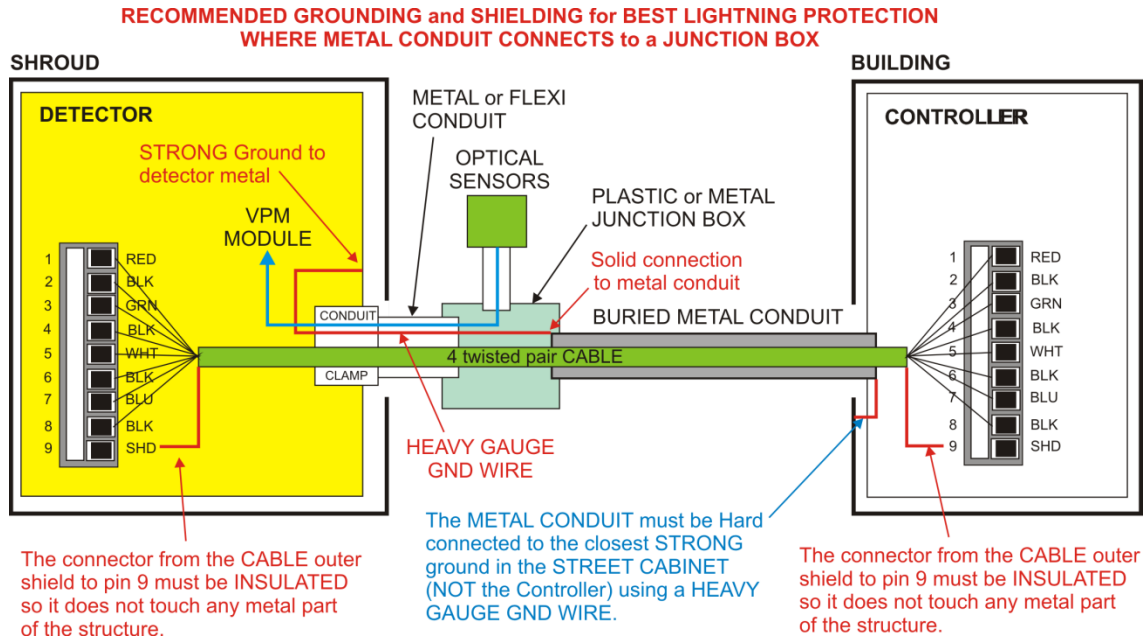 RECOMMENDED GROUNDING and SHIELDING for BEST LIGHTNING PROTECTION
WHERE METAL CONDUIT CONNECTS to a JUNCTION BOX
SHROUD
DETECTOR
STRONG Ground to
detector metal
VPM
MODULE
METAL or FLEXI
CONDUIT
OPTICAL
SENSORS
PLASTIC or METAL
JUNCTION BOX
Solid connection
to metal conduit
BURIED METAL CONDUIT
BUILDING
CONTROLLER
1 RED
2 BLK
3 GRN
4 BLK
5 WHT
6 BLK
7 BLU
8 BLK
9 SHD
CONDUIT
CLAMP
4 twisted pair CABLE
HEAVY GAUGE
GND WIRE
1 RED
2 BLK
3 GRN
4 BLK
5 WHT
6 BLK
7 BLU
8 BLK
9 SHD
The connector from the CABLE outer
shield to pin 9 must be INSULATED
so it does not touch any metal part
of the structure.
The METAL CONDUIT must be Hard
connected to the closest STRONG
ground in the STREET CABINET
(NOT the Controller) using a HEAVY
GAUGE GND WIRE.
The connector from the CABLE outer
shield to pin 9 must be INSULATED
so it does not touch any metal part
of the structure.